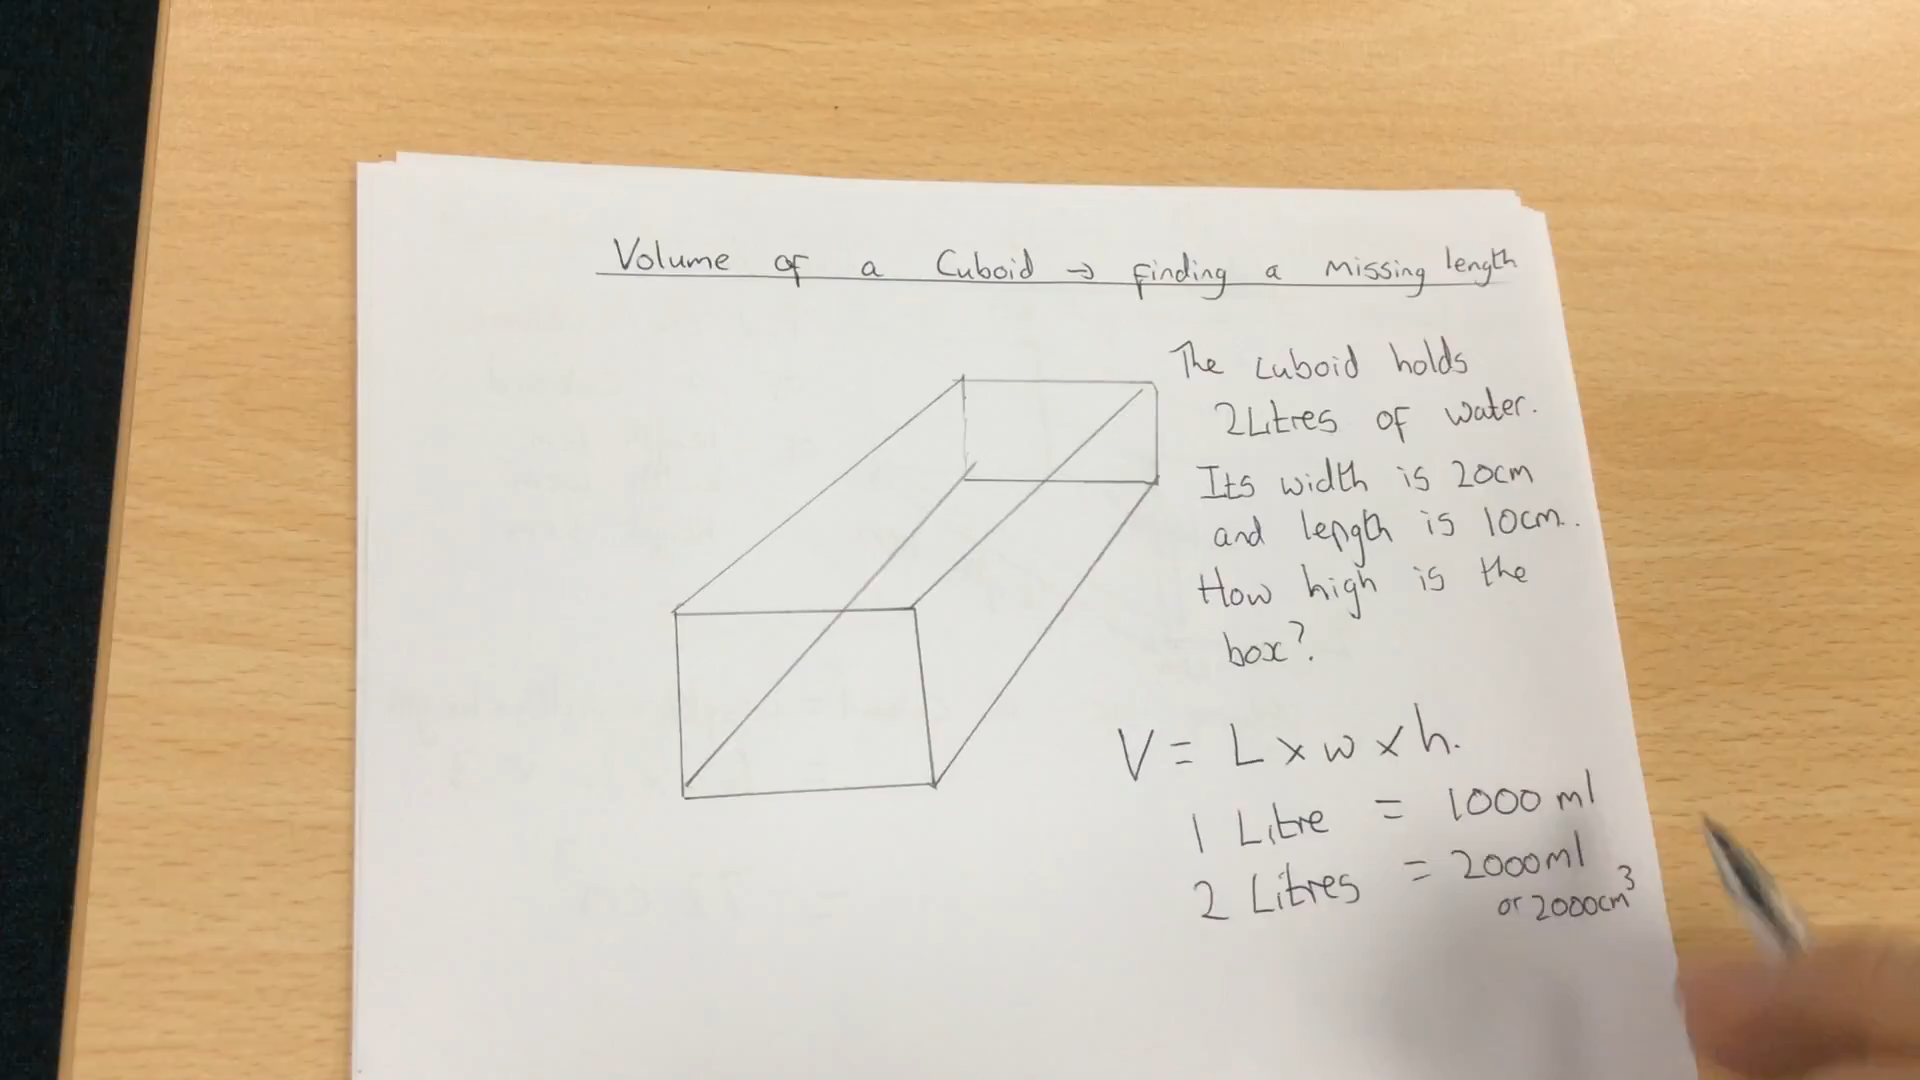 Volume of a Cuboid → finding a missing length
The cuboid holds
2Litres of water.
Its width is 20cm
and length is 10cm.
How high is the
box?
V = L × w × h.
1 Litre = 1000 ml
2 Litres = 2000ml
or 2000cm³